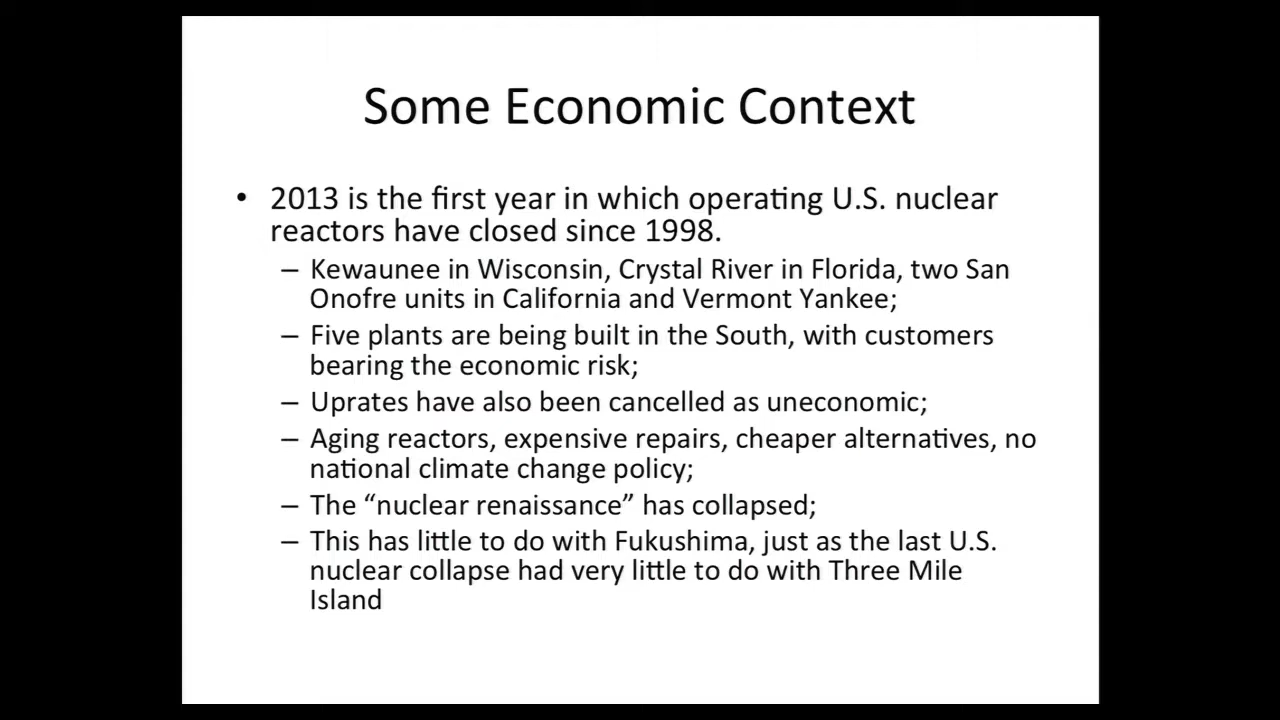 Some Economic Context
• 2013 is the first year in which operating U.S. nuclear
reactors have closed since 1998.
– Kewaunee in Wisconsin, Crystal River in Florida, two San
Onofre units in California and Vermont Yankee;
– Five plants are being built in the South, with customers
bearing the economic risk;
– Uprates have also been cancelled as uneconomic;
– Aging reactors, expensive repairs, cheaper alternatives, no
national climate change policy;
– The “nuclear renaissance” has collapsed;
– This has little to do with Fukushima, just as the last U.S.
nuclear collapse had very little to do with Three Mile
Island